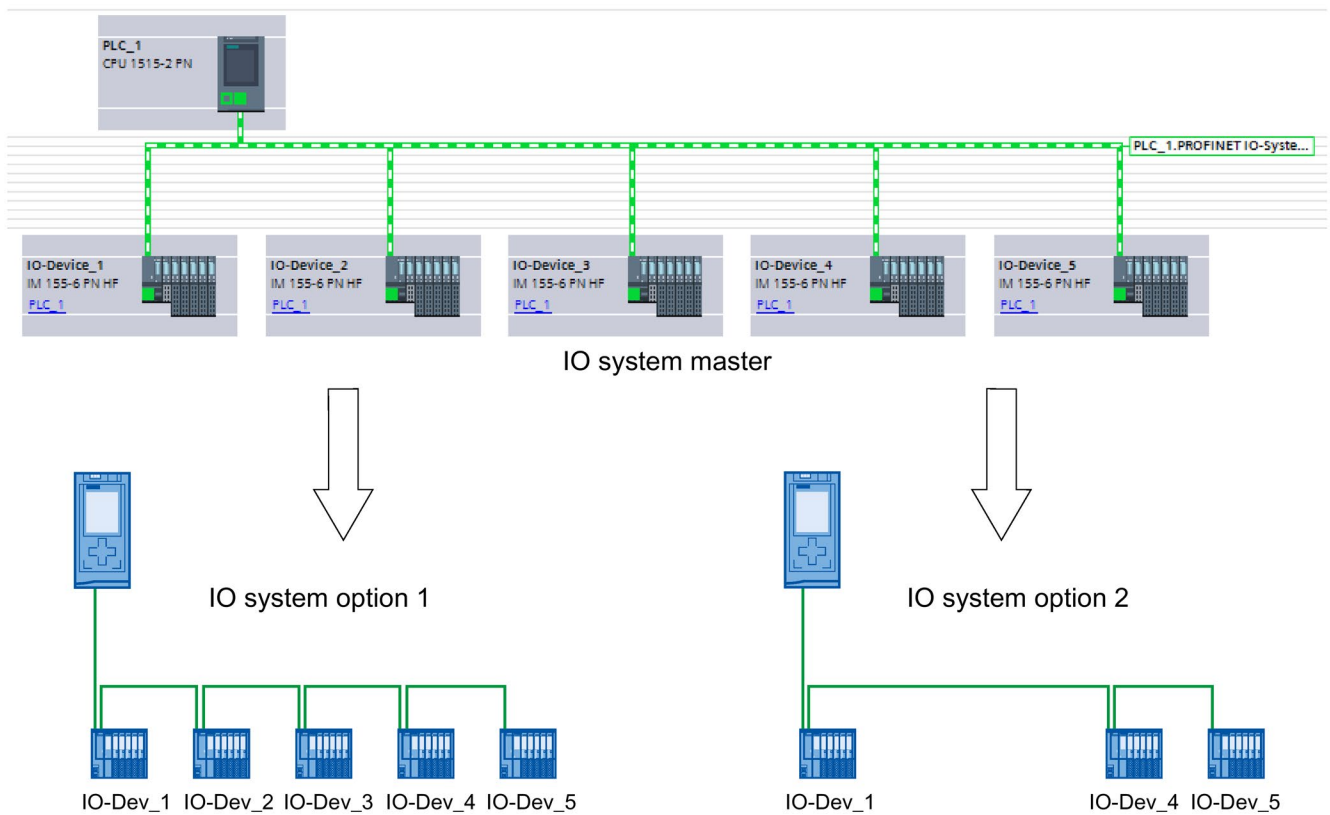 PLC_1
CPU 1515-2 PN
PLC_1.PROFINET IO-Syste...
IO-Device_1
IM 155-6 PN HF
PLC_1
IO-Device_2
IM 155-6 PN HF
PLC_1
IO-Device_3
IM 155-6 PN HF
PLC_1
IO-Device_4
IM 155-6 PN HF
PLC_1
IO-Device_5
IM 155-6 PN HF
PLC_1
IO system master
IO system option 1
IO system option 2
IO-Dev_1 IO-Dev_2 IO-Dev_3 IO-Dev_4 IO-Dev_5
IO-Dev_1 IO-Dev_4 IO-Dev_5